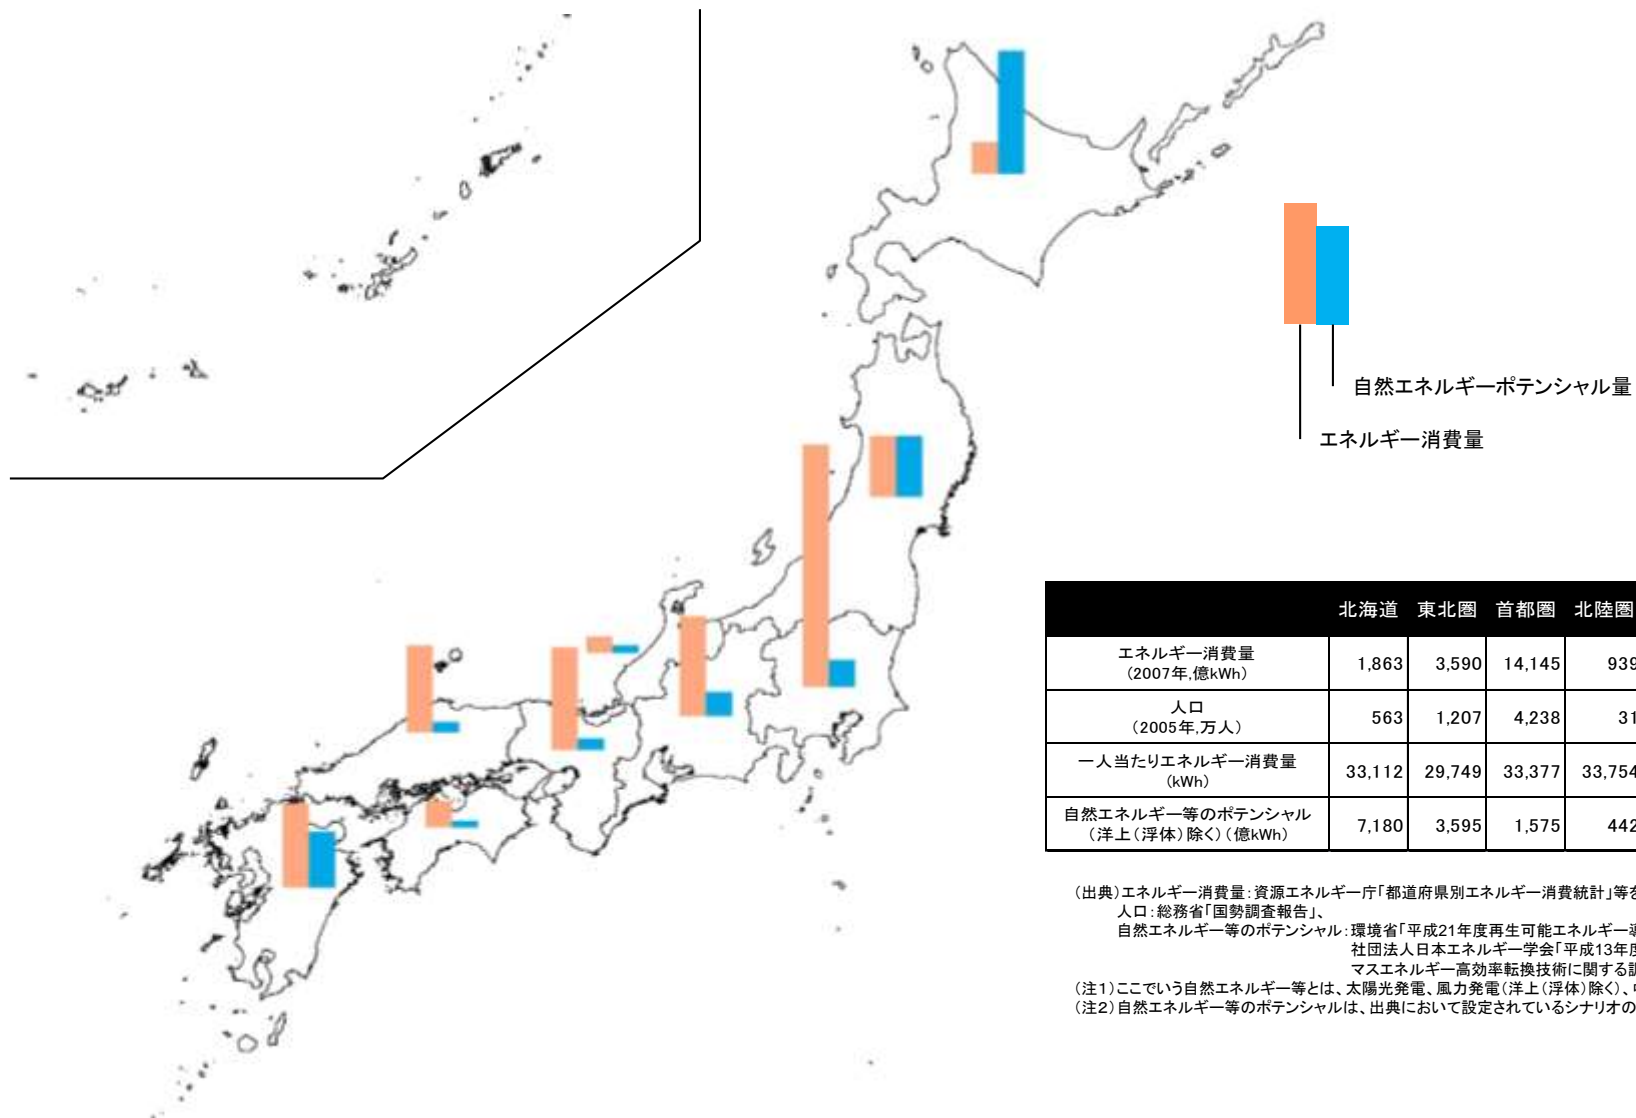 自然エネルギーポテンシャル量
エネルギー消費量
北海道 東北圏 首都圏 北陸圏
エネルギー消費量
(2007年,億kWh)
1,863 3,590 14,145 939
人口
(2005年,万人)
563 1,207 4,238 31
一人当たりエネルギー消費量
(kWh)
33,112 29,749 33,377 33,754
自然エネルギー等のポテンシャル
(洋上(浮体)除く)(億kWh)
7,180 3,595 1,575 442
(出典)エネルギー消費量:資源エネルギー庁「都道府県別エネルギー消費統計」等を
人口:総務省「国勢調査報告」、
自然エネルギー等のポテンシャル:環境省「平成21年度再生可能エネルギー導
社団法人日本エネルギー学会「平成13年度
マスエネルギー高効率転換技術に関する調
(注1)ここでいう自然エネルギー等とは、太陽光発電、風力発電(洋上(浮体)除く)、
(注2)自然エネルギー等のポテンシャルは、出典において設定されているシナリオの